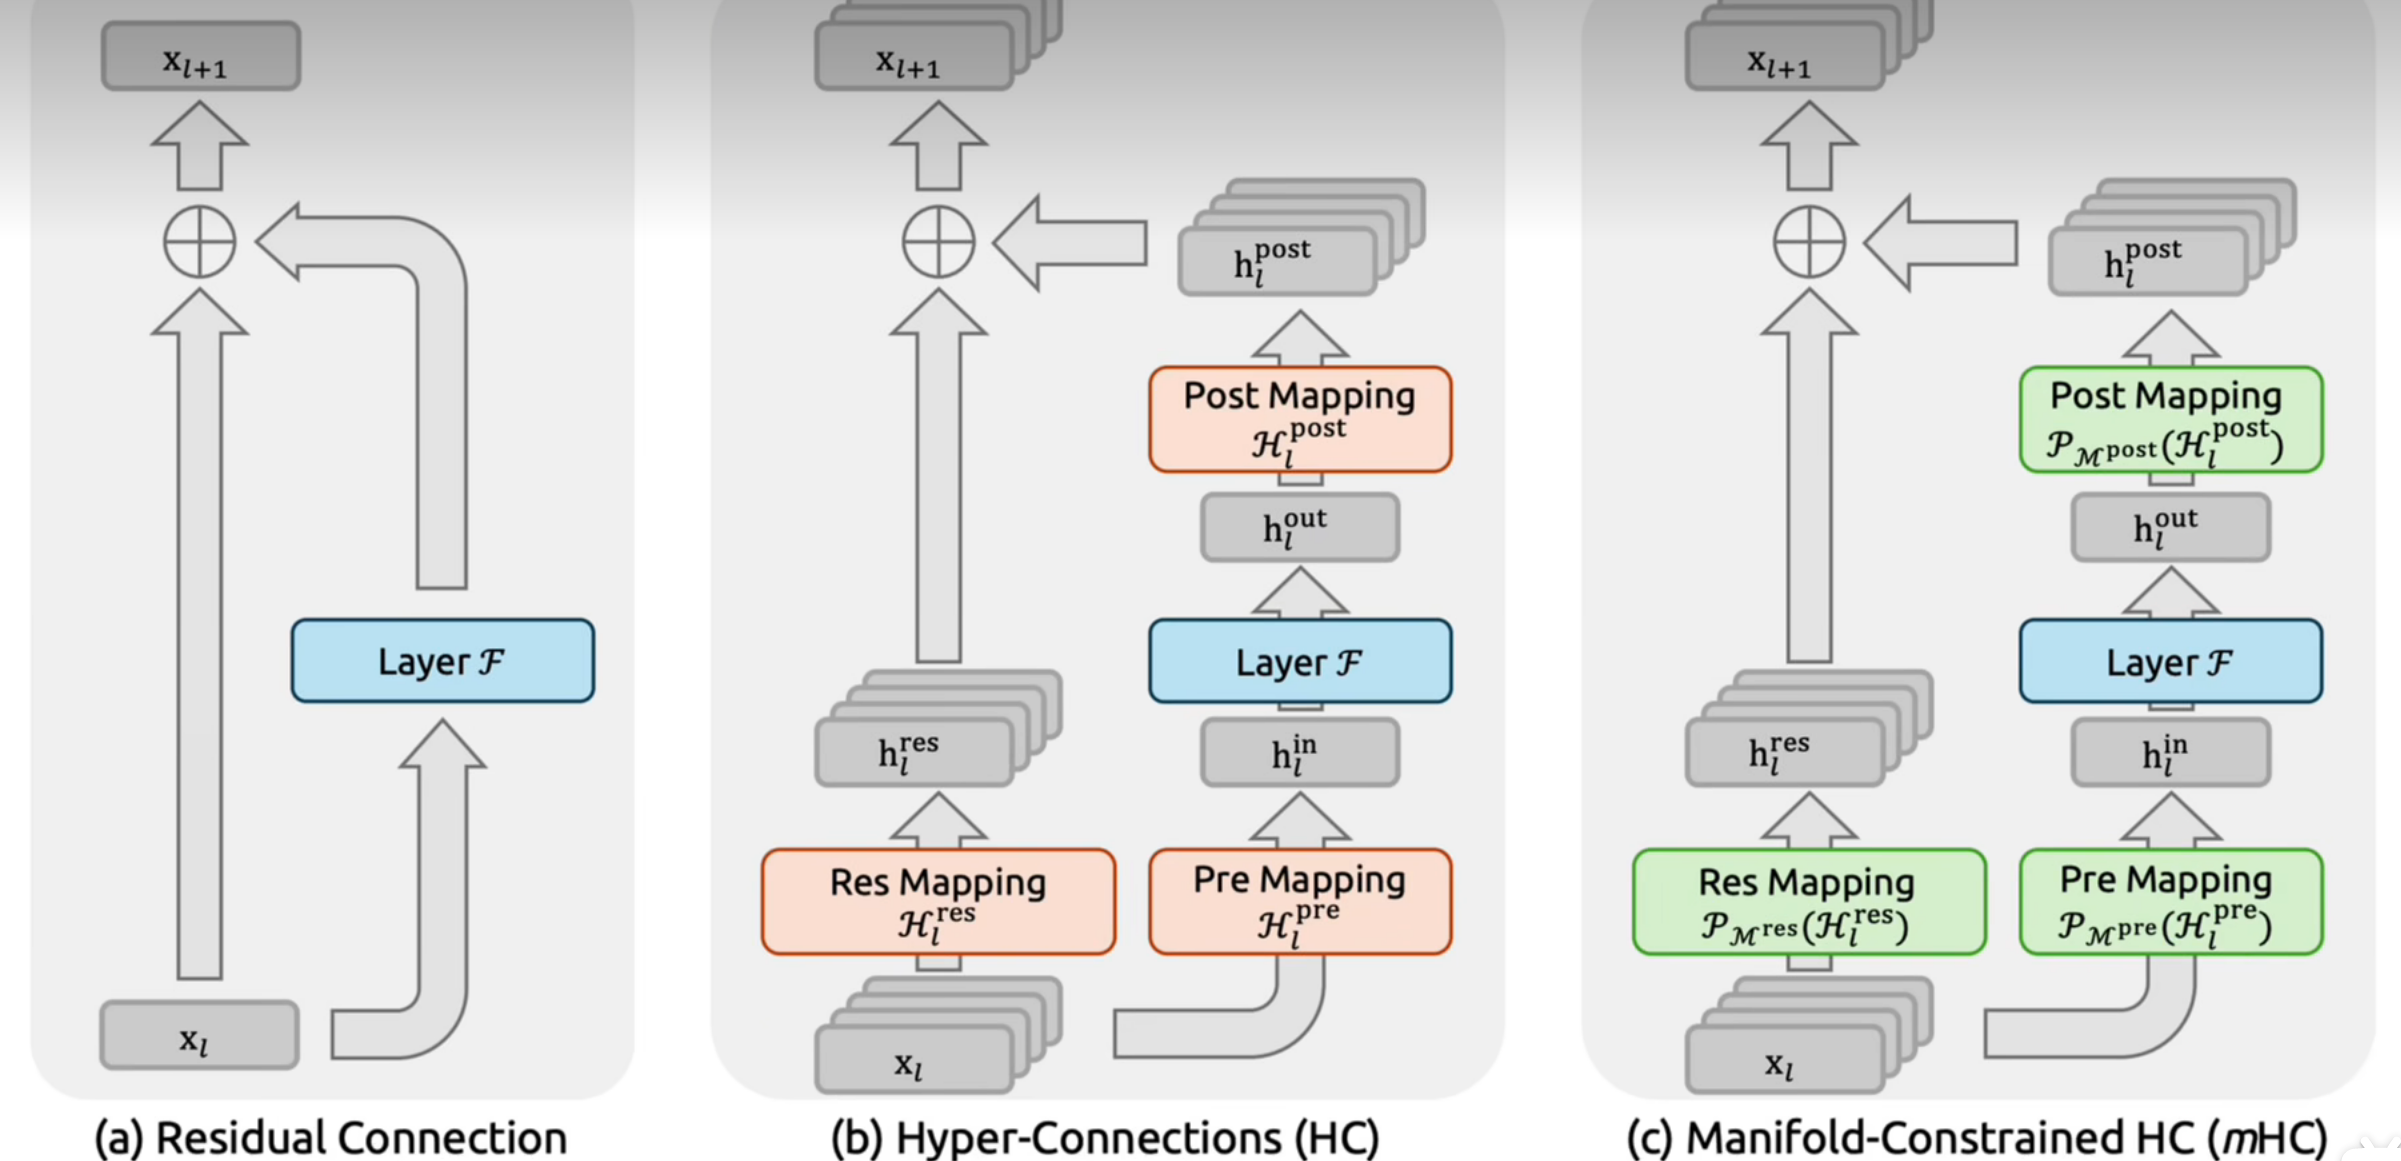 x_{l+1}
Layer ℱ
x_l
(a) Residual Connection
x_{l+1}
h_l^{post}
Post Mapping
ℋ_l^{post}
h_l^{out}
Layer ℱ
h_l^{res}
h_l^{in}
Res Mapping
ℋ_l^{res}
Pre Mapping
ℋ_l^{pre}
x_l
(b) Hyper-Connections (HC)
x_{l+1}
h_l^{post}
Post Mapping
𝒫_{ℳ^{post}}(ℋ_l^{post})
h_l^{out}
Layer ℱ
h_l^{res}
h_l^{in}
Res Mapping
𝒫_{ℳ^{res}}(ℋ_l^{res})
Pre Mapping
𝒫_{ℳ^{pre}}(ℋ_l^{pre})
x_l
(c) Manifold-Constrained HC (mHC)